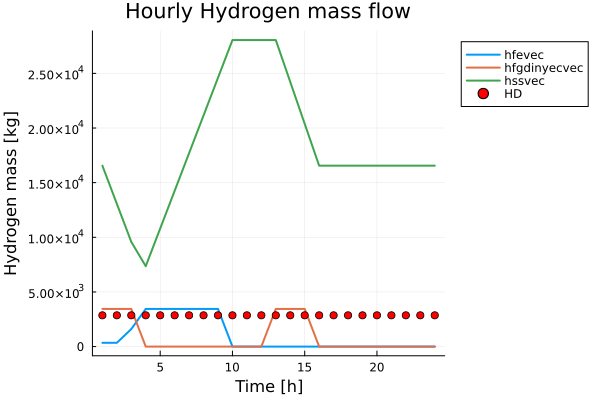 Hourly Hydrogen mass flow
Hydrogen mass [kg]
2.50×10⁴
2.00×10⁴
1.50×10⁴
1.00×10⁴
5.00×10³
0
5
10
15
20
Time [h]
hfevec
hfgdinyecvec
hssvec
HD